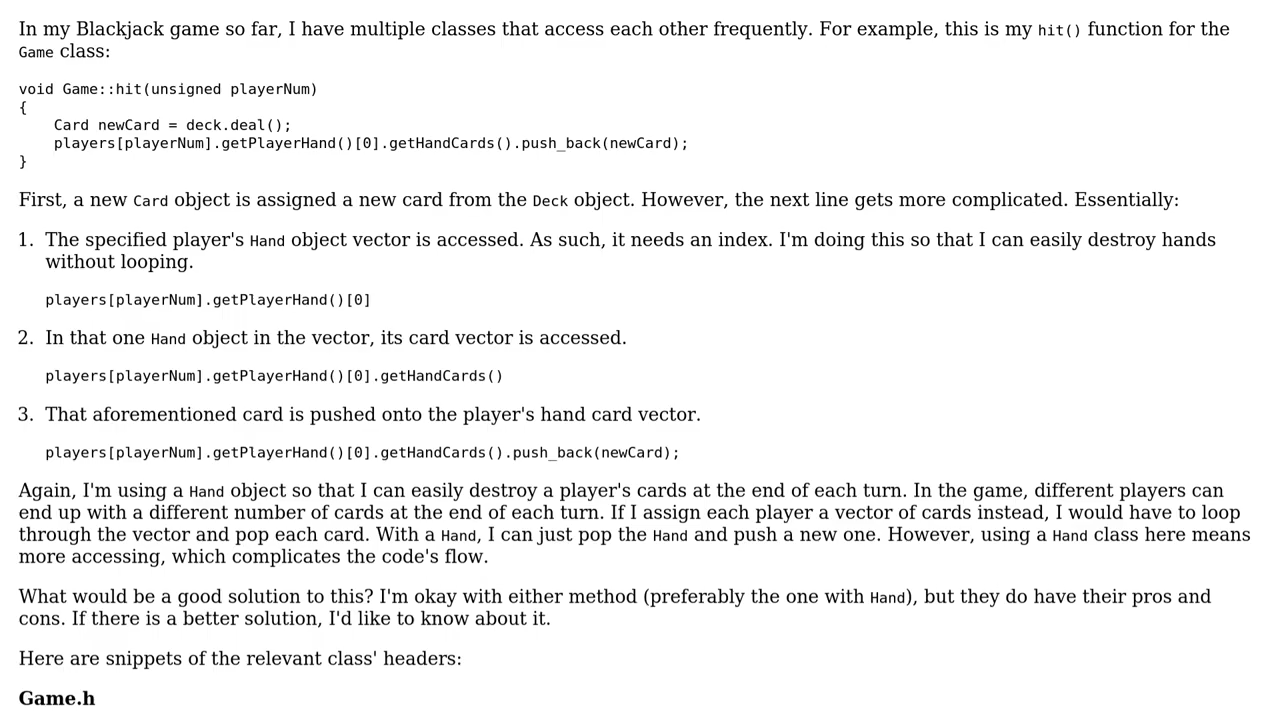 In my Blackjack game so far, I have multiple classes that access each other frequently. For example, this is my hit() function for the
Game class:
void Game::hit(unsigned playerNum)
{
    Card newCard = deck.deal();
    players[playerNum].getPlayerHand()[0].getHandCards().push_back(newCard);
}
First, a new Card object is assigned a new card from the Deck object. However, the next line gets more complicated. Essentially:
1. The specified player's Hand object vector is accessed. As such, it needs an index. I'm doing this so that I can easily destroy hands
without looping.
players[playerNum].getPlayerHand()[0]
2. In that one Hand object in the vector, its card vector is accessed.
players[playerNum].getPlayerHand()[0].getHandCards()
3. That aforementioned card is pushed onto the player's hand card vector.
players[playerNum].getPlayerHand()[0].getHandCards().push_back(newCard);
Again, I'm using a Hand object so that I can easily destroy a player's cards at the end of each turn. In the game, different players can
end up with a different number of cards at the end of each turn. If I assign each player a vector of cards instead, I would have to loop
through the vector and pop each card. With a Hand, I can just pop the Hand and push a new one. However, using a Hand class here means
more accessing, which complicates the code's flow.
What would be a good solution to this? I'm okay with either method (preferably the one with Hand), but they do have their pros and
cons. If there is a better solution, I'd like to know about it.
Here are snippets of the relevant class' headers:
Game.h